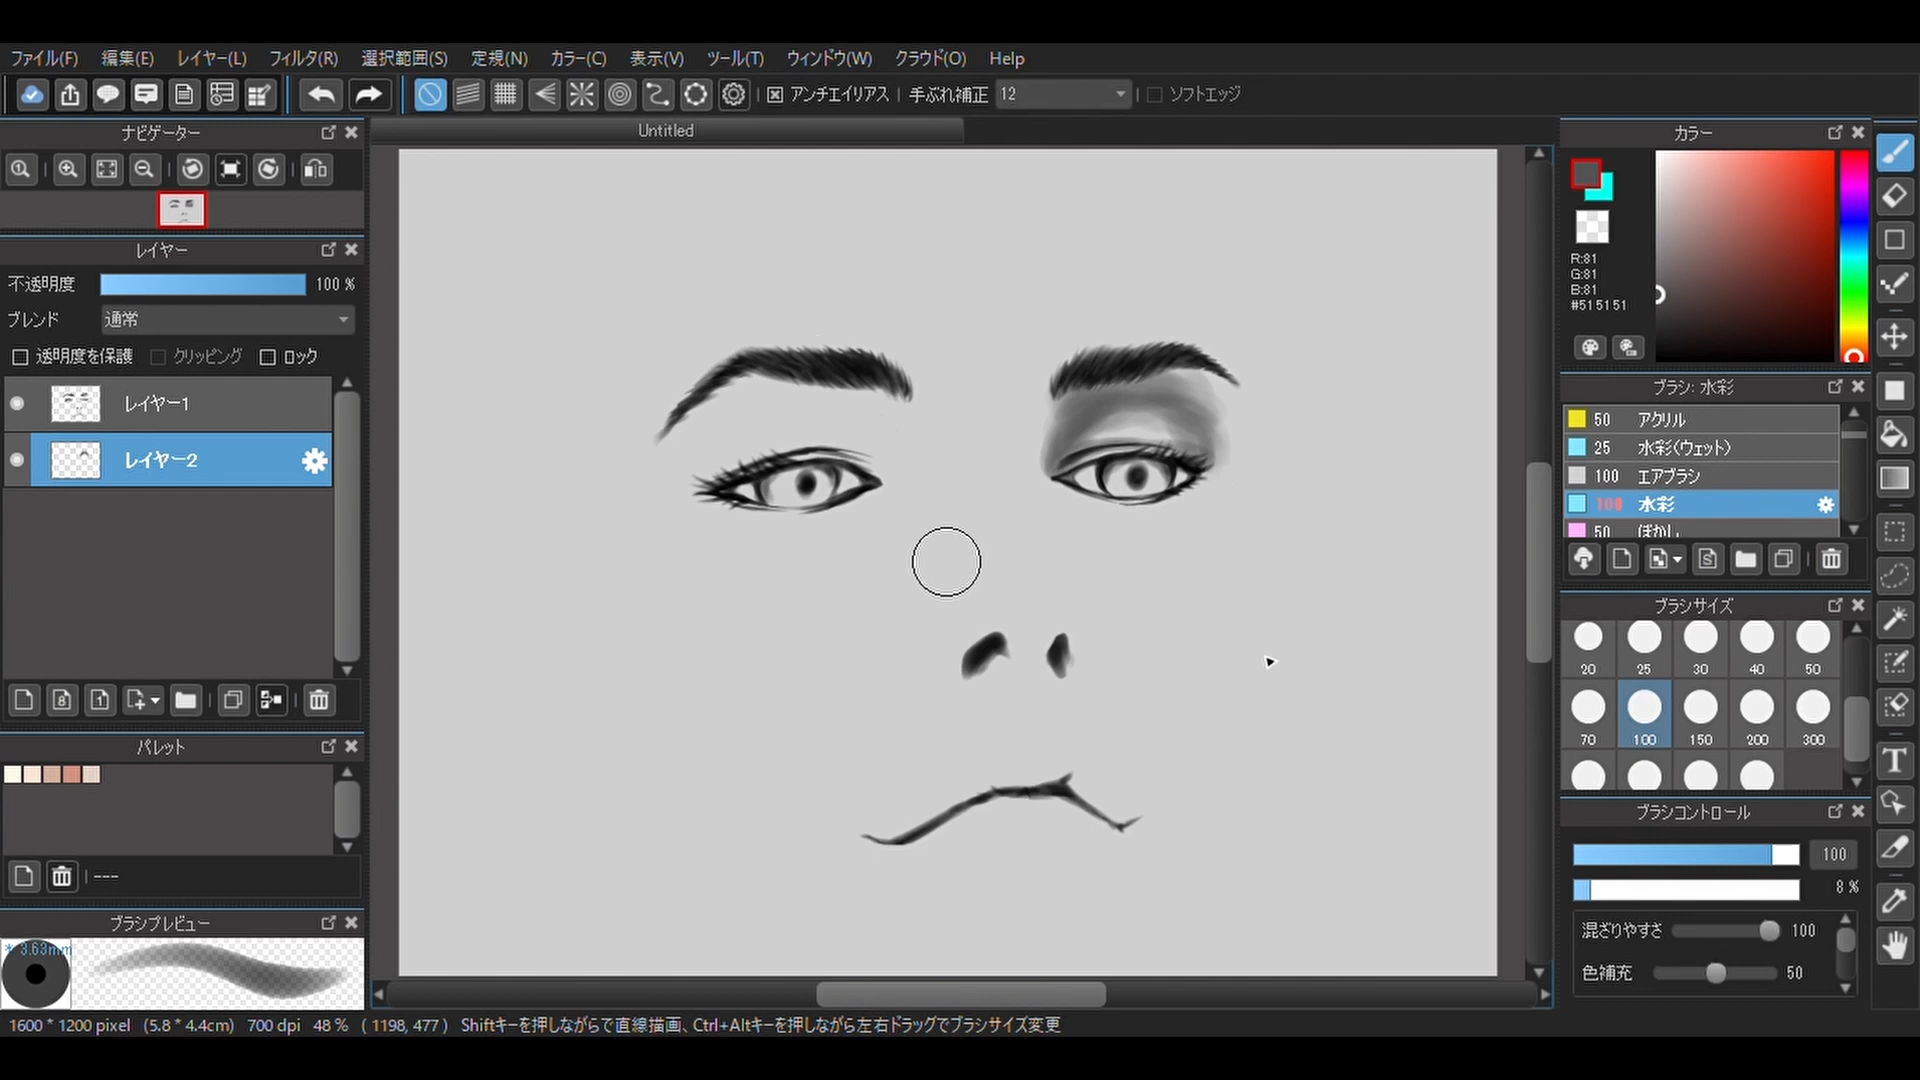 ファイル(F) 編集(E) レイヤー(L) フィルタ(R) 選択範囲(S) 定規(N) カラー(C) 表示(V) ツール(T) ウィンドウ(W) クラウド(O) Help
アンチエイリアス 手ぶれ補正 12 ソフトエッジ
ナビゲーター
Untitled
レイヤー
不透明度 100 %
ブレンド 通常
透明度を保護 クリッピング ロック
レイヤー1
レイヤー2
パレット
---
ブラシプレビュー
* 3.63mm
カラー
R:81
G:81
B:81
#515151
ブラシ: 水彩
50 アクリル
25 水彩(ウェット)
100 エアブラシ
100 水彩
50 ぼかし
ブラシサイズ
20 25 30 40 50
70 100 150 200 300
ブラシコントロール
100
8 %
混ざりやすさ 100
色補充 50
1600 * 1200 pixel (5.8 * 4.4cm) 700 dpi 48 % ( 1198, 477 ) Shiftキーを押しながらで直線描画、Ctrl+Altキーを押しながら左右ドラッグでブラシサイズ変更